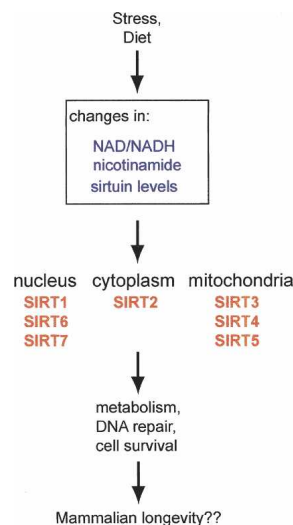 Stress,
Diet
changes in:
NAD/NADH
nicotinamide
sirtuin levels
nucleus cytoplasm mitochondria
SIRT1 SIRT2 SIRT3
SIRT6 SIRT4
SIRT7 SIRT5
metabolism,
DNA repair,
cell survival
Mammalian longevity??